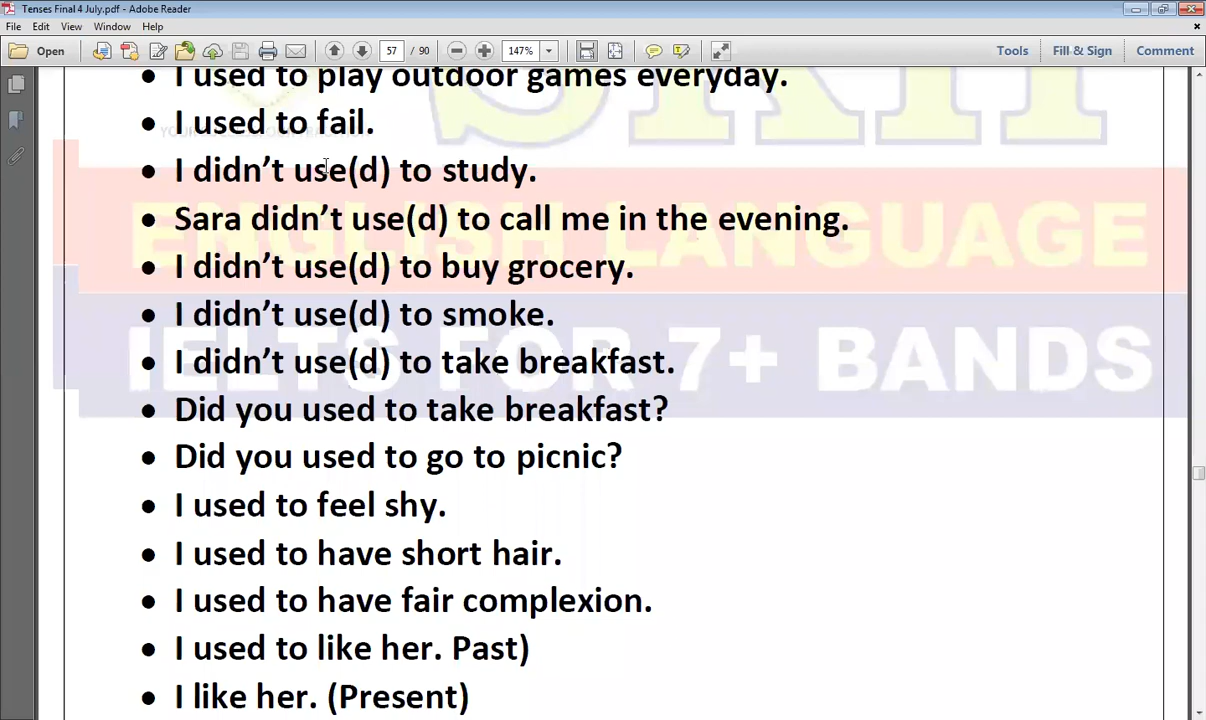 Tenses Final 4 July.pdf - Adobe Reader
File Edit View Window Help
Open 57 / 90 147% Tools Fill & Sign Comment
• I used to play outdoor games everyday.
• I used to fail.
• I didn't use(d) to study.
• Sara didn't use(d) to call me in the evening.
• I didn't use(d) to buy grocery.
• I didn't use(d) to smoke.
• I didn't use(d) to take breakfast.
• Did you used to take breakfast?
• Did you used to go to picnic?
• I used to feel shy.
• I used to have short hair.
• I used to have fair complexion.
• I used to like her. Past)
• I like her. (Present)
ENGLISH LANGUAGE
IELTS FOR 7+ BANDS